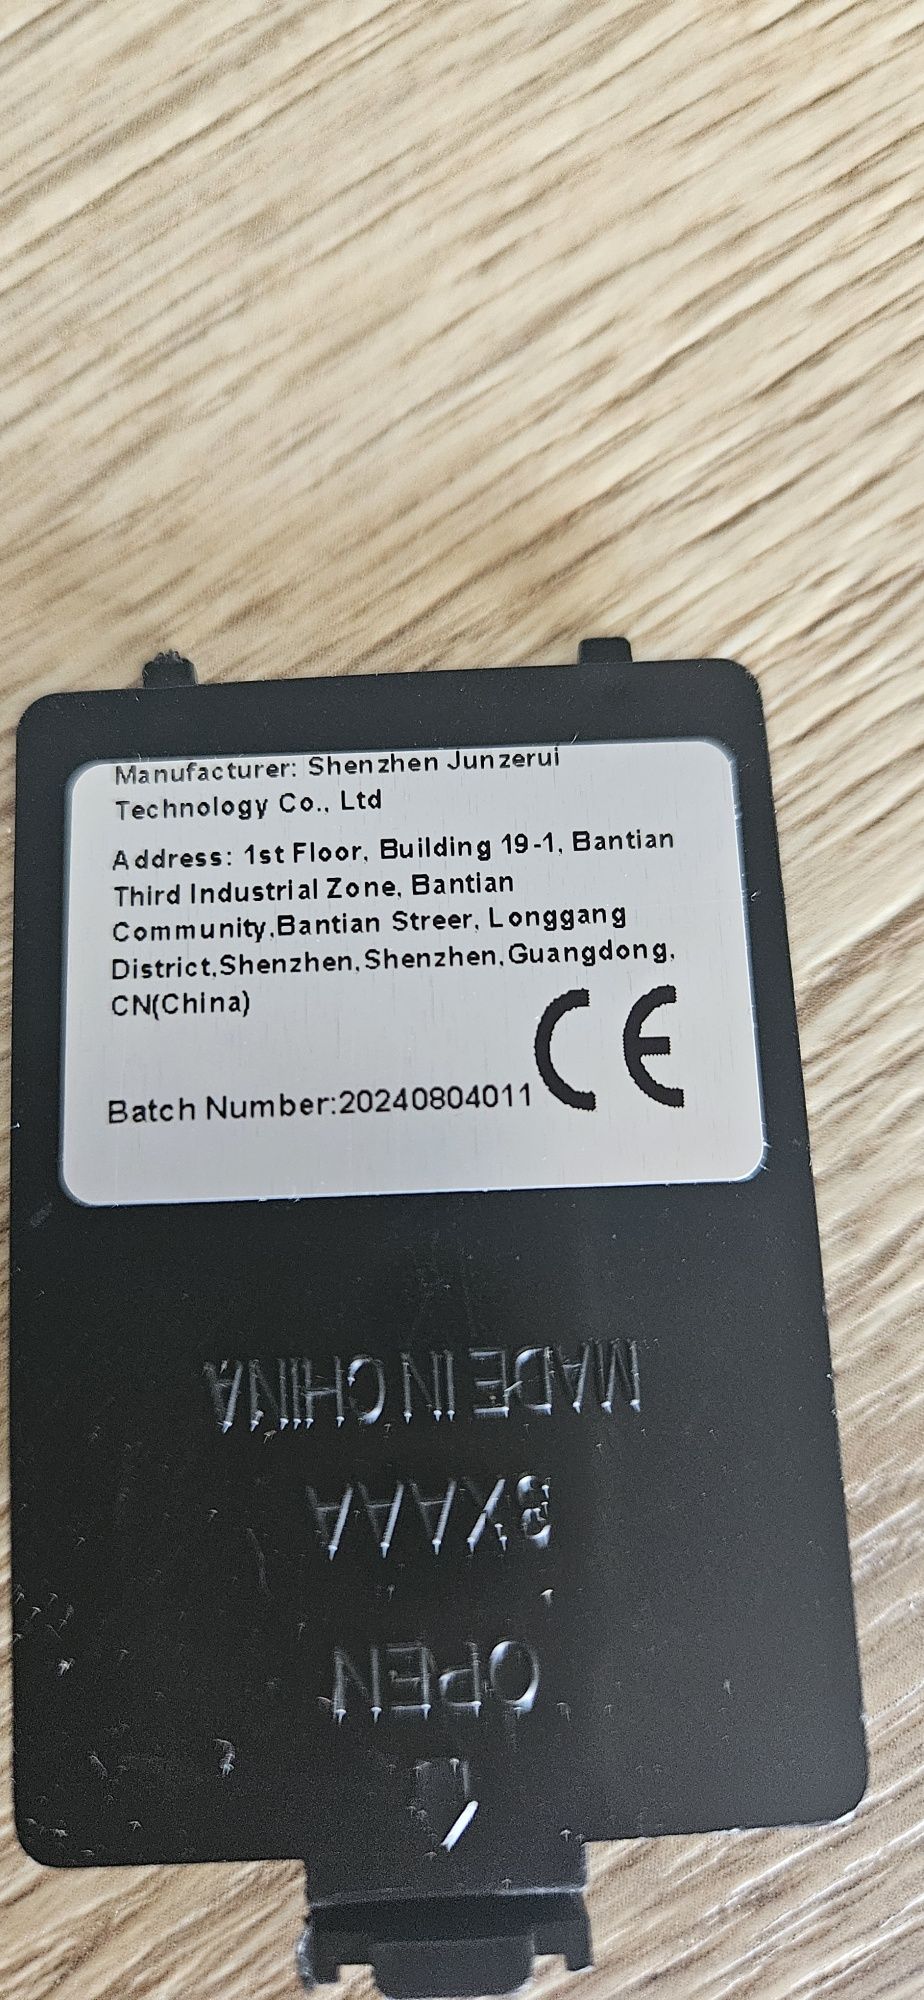 Manufacturer: Shenzhen Junzerui
Technology Co., Ltd
Address: 1st Floor, Building 19-1, Bantian
Third Industrial Zone, Bantian
Community,Bantian Streer, Longgang
District,Shenzhen,Shenzhen,Guangdong,
CN(China)
CE
Batch Number:20240804011
MADE IN CHINA
3XAAA
OPEN